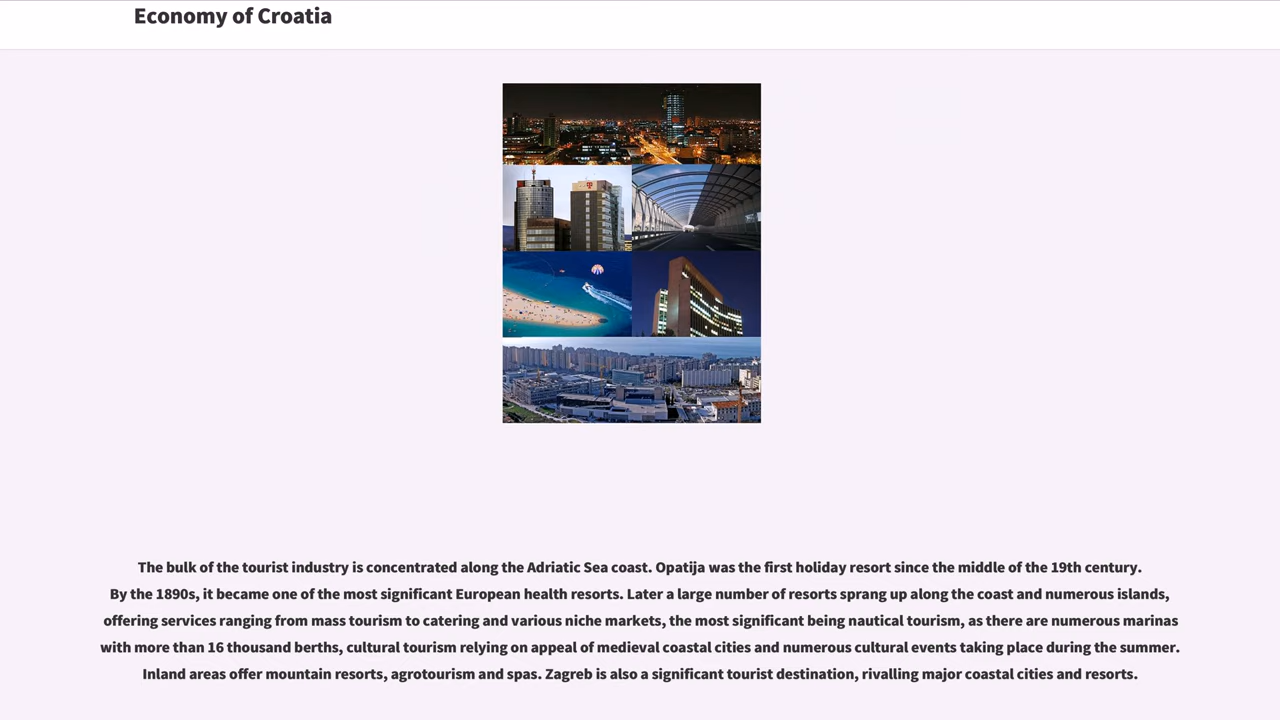 Economy of Croatia
The bulk of the tourist industry is concentrated along the Adriatic Sea coast. Opatija was the first holiday resort since the middle of the 19th century.
By the 1890s, it became one of the most significant European health resorts. Later a large number of resorts sprang up along the coast and numerous islands,
offering services ranging from mass tourism to catering and various niche markets, the most significant being nautical tourism, as there are numerous marinas
with more than 16 thousand berths, cultural tourism relying on appeal of medieval coastal cities and numerous cultural events taking place during the summer.
Inland areas offer mountain resorts, agrotourism and spas. Zagreb is also a significant tourist destination, rivalling major coastal cities and resorts.